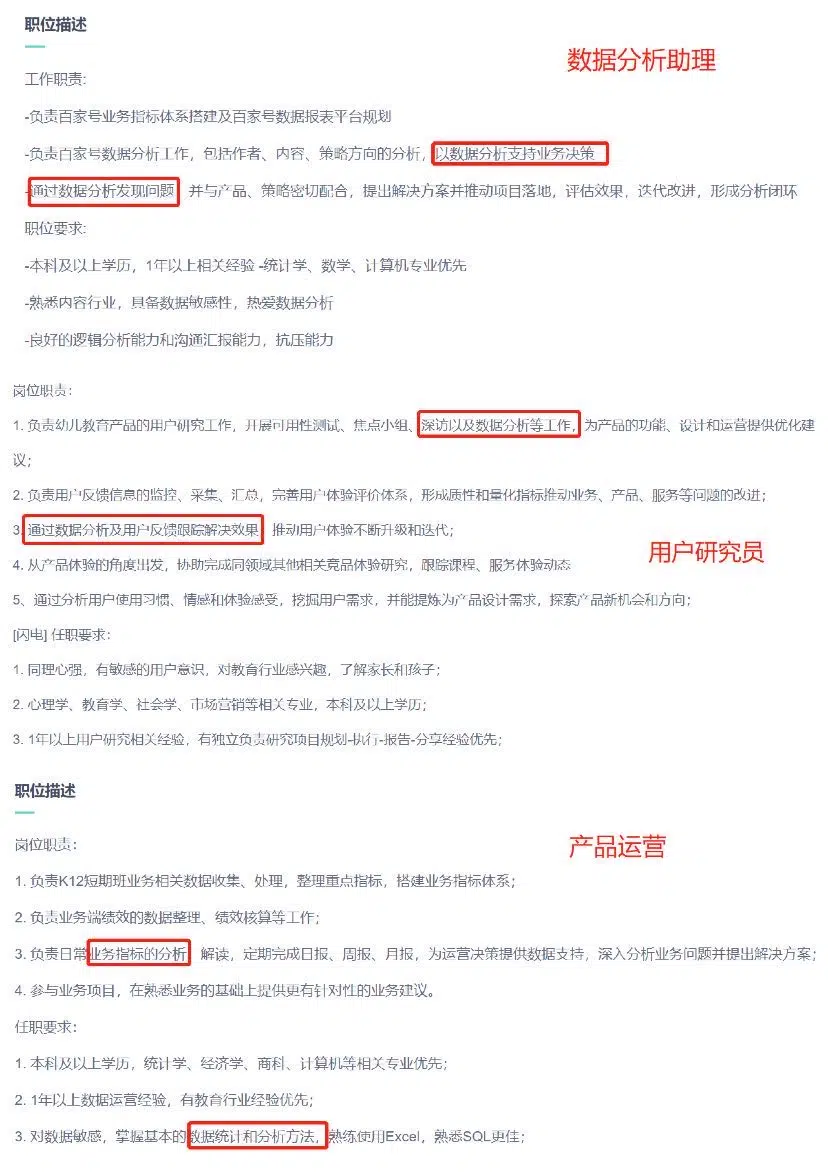 职位描述
数据分析助理
工作职责:
-负责百家号业务指标体系搭建及百家号数据报表平台规划
-负责百家号数据分析工作，包括作者、内容、策略方向的分析，以数据分析支持业务决策
-通过数据分析发现问题 并与产品、策略密切配合，提出解决方案并推动项目落地，评估效果，迭代改进，形成分析闭环
职位要求:
-本科及以上学历，1年以上相关经验 -统计学、数学、计算机专业优先
-熟悉内容行业，具备数据敏感性，热爱数据分析
-良好的逻辑分析能力和沟通汇报能力，抗压能力
岗位职责:
1. 负责幼儿教育产品的用户研究工作，开展可用性测试、焦点小组、深访以及数据分析等工作，为产品的功能、设计和运营提供优化建
议;
2. 负责用户反馈信息的监控、采集、汇总，完善用户体验评价体系，形成质性和量化指标推动业务、产品、服务等问题的改进;
3. 通过数据分析及用户反馈跟踪解决效果，推动用户体验不断升级和迭代;
用户研究员
4. 从产品体验的角度出发，协助完成同领域其他相关竞品体验研究，跟踪课程、服务体验动态
5、通过分析用户使用习惯、情感和体验感受，挖掘用户需求，并能提炼为产品设计需求，探索产品新机会和方向;
[闪电] 任职要求:
1. 同理心强，有敏感的用户意识，对教育行业感兴趣，了解家长和孩子;
2. 心理学、教育学、社会学、市场营销等相关专业，本科及以上学历;
3. 1年以上用户研究相关经验，有独立负责研究项目规划-执行-报告-分享经验优先;
职位描述
产品运营
岗位职责:
1. 负责K12短期班业务相关数据收集、处理，整理重点指标，搭建业务指标体系;
2. 负责业务端绩效的数据整理、绩效核算等工作;
3. 负责日常业务指标的分析 解读，定期完成日报、周报、月报，为运营决策提供数据支持，深入分析业务问题并提出解决方案;
4. 参与业务项目，在熟悉业务的基础上提供更有针对性的业务建议。
任职要求:
1. 本科及以上学历，统计学、经济学、商科、计算机等相关专业优先;
2. 1年以上数据运营经验，有教育行业经验优先;
3. 对数据敏感，掌握基本的数据统计和分析方法，熟练使用Excel，熟悉SQL更佳;